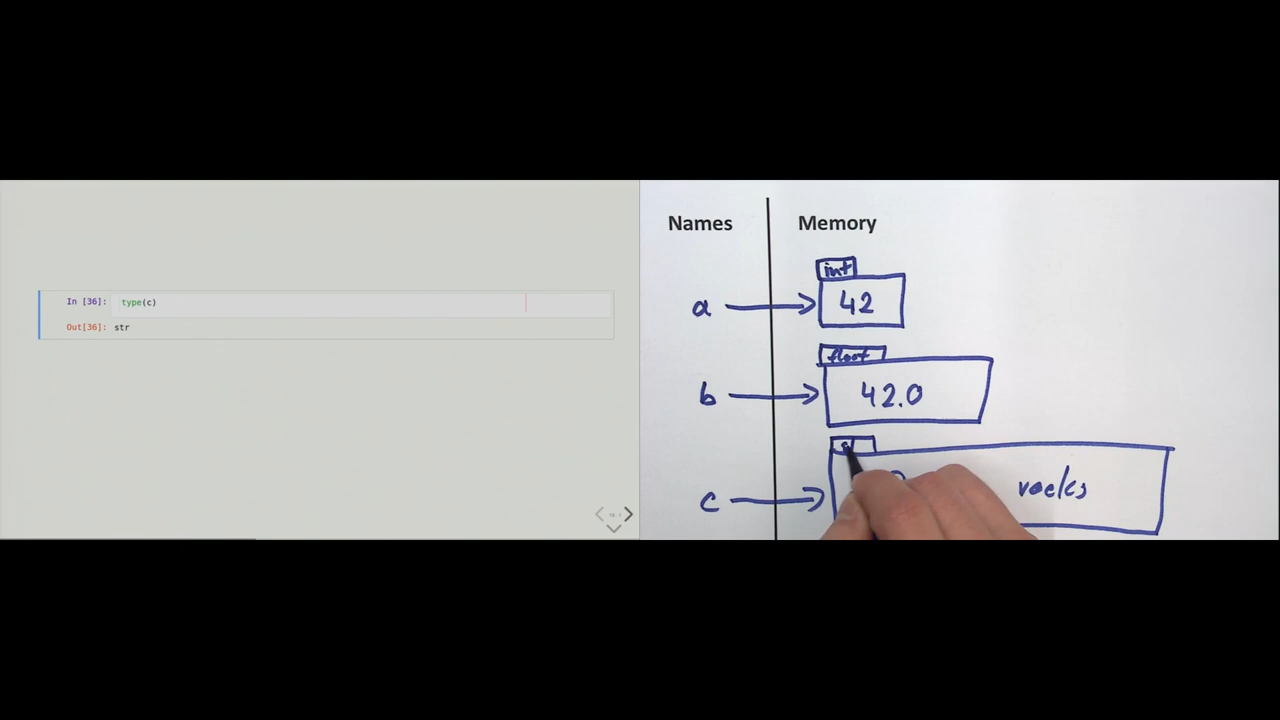 In [36]: type(c)
Out[36]: str
Names Memory
int
a 42
float
b 42.0
c rocks